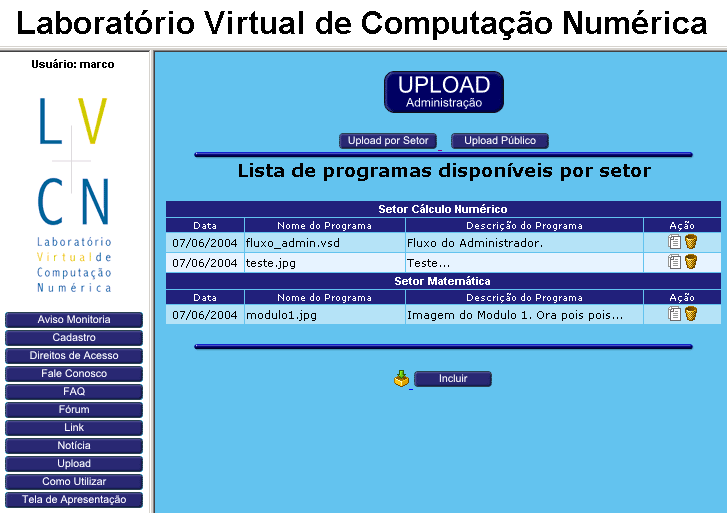 Laboratório Virtual de Computação Numérica
Usuário: marco
L V
C N
Laboratório
Virtual de
Computação
Numérica
Aviso Monitoria
Cadastro
Direitos de Acesso
Fale Conosco
FAQ
Fórum
Link
Notícia
Upload
Como Utilizar
Tela de Apresentação
UPLOAD
Administração
Upload por Setor Upload Público
Lista de programas disponíveis por setor
Setor Cálculo Numérico
Data Nome do Programa Descrição do Programa Ação
07/06/2004 fluxo_admin.vsd Fluxo do Administrador.
07/06/2004 teste.jpg Teste...
Setor Matemática
Data Nome do Programa Descrição do Programa Ação
07/06/2004 modulo1.jpg Imagem do Modulo 1. Ora pois pois...
Incluir